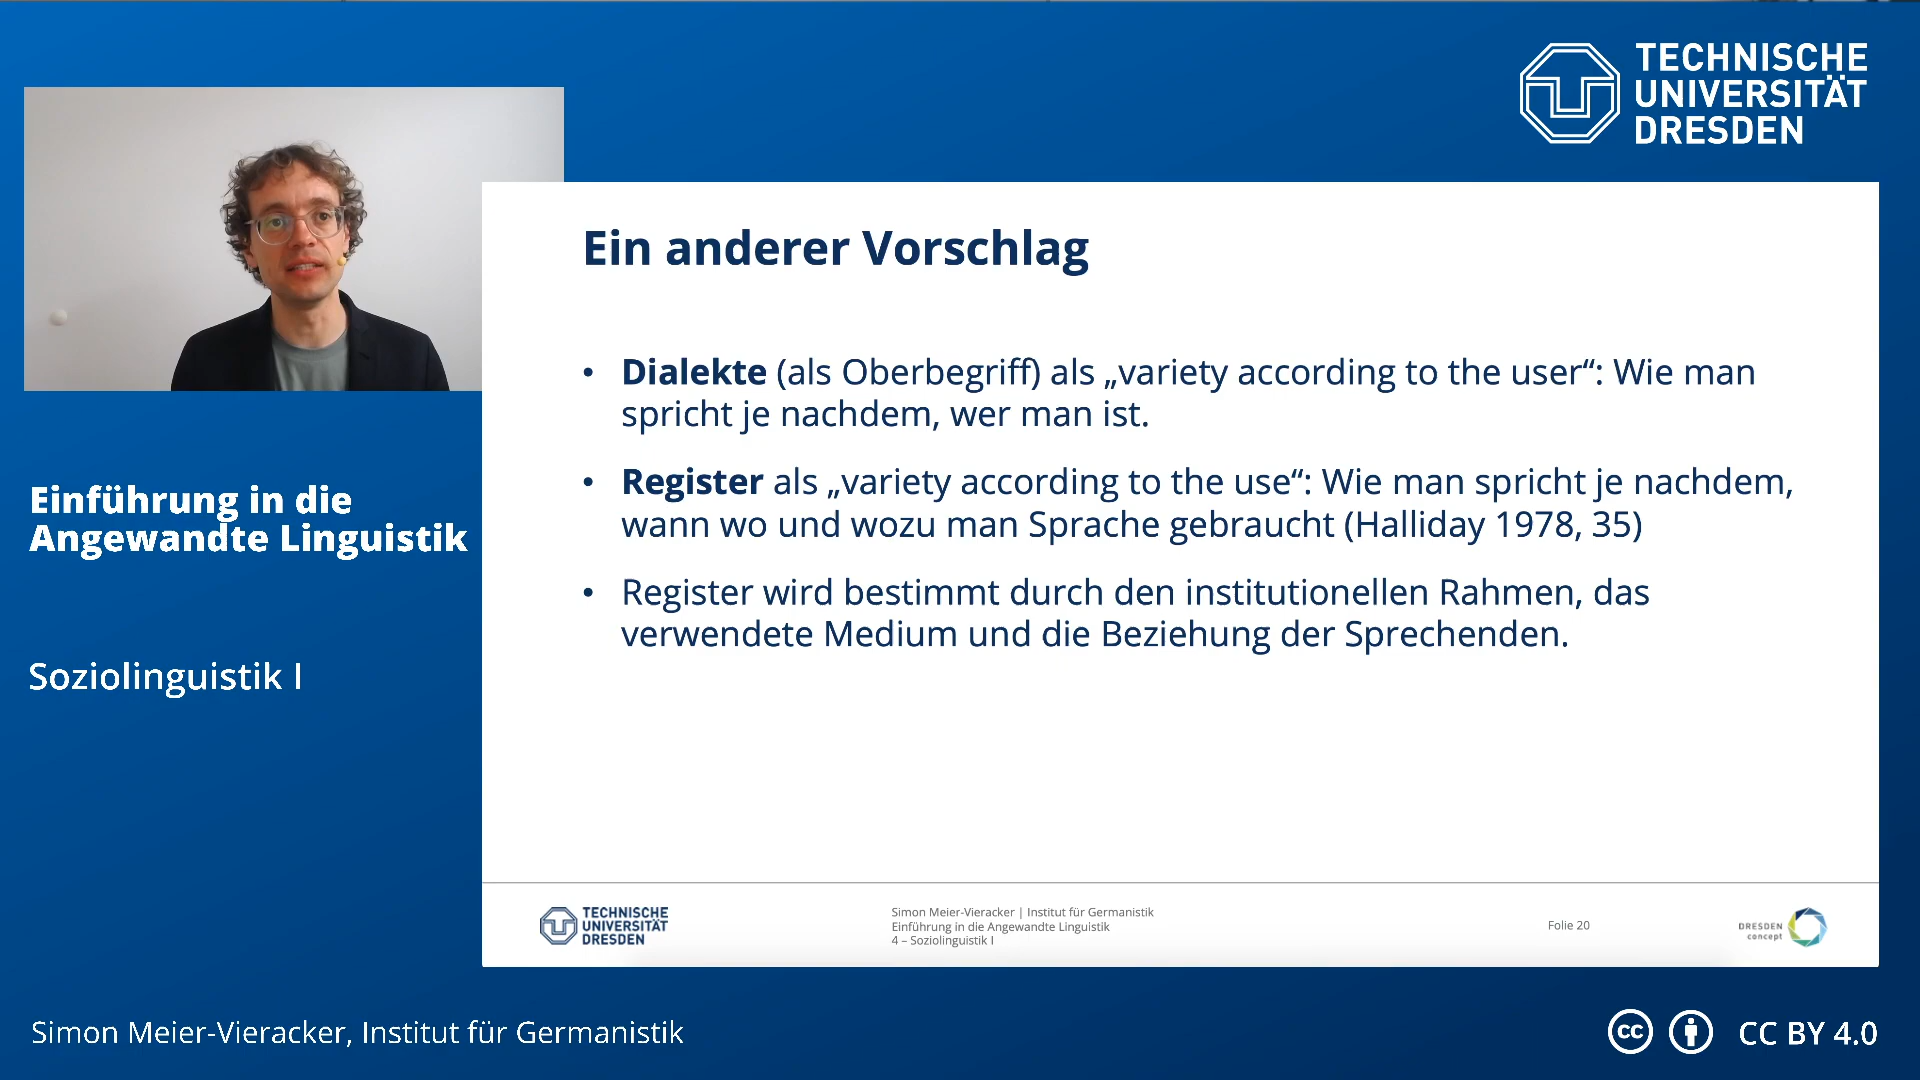 TECHNISCHE
UNIVERSITÄT
DRESDEN
Ein anderer Vorschlag
• Dialekte (als Oberbegriff) als „variety according to the user“: Wie man
spricht je nachdem, wer man ist.
• Register als „variety according to the use“: Wie man spricht je nachdem,
wann wo und wozu man Sprache gebraucht (Halliday 1978, 35)
• Register wird bestimmt durch den institutionellen Rahmen, das
verwendete Medium und die Beziehung der Sprechenden.
Einführung in die
Angewandte Linguistik
Soziolinguistik I
TECHNISCHE
UNIVERSITÄT
DRESDEN
Simon Meier-Vieracker | Institut für Germanistik
Einführung in die Angewandte Linguistik
4 – Soziolinguistik I
Folie 20
DRESDEN
concept
Simon Meier-Vieracker, Institut für Germanistik
cc
CC BY 4.0